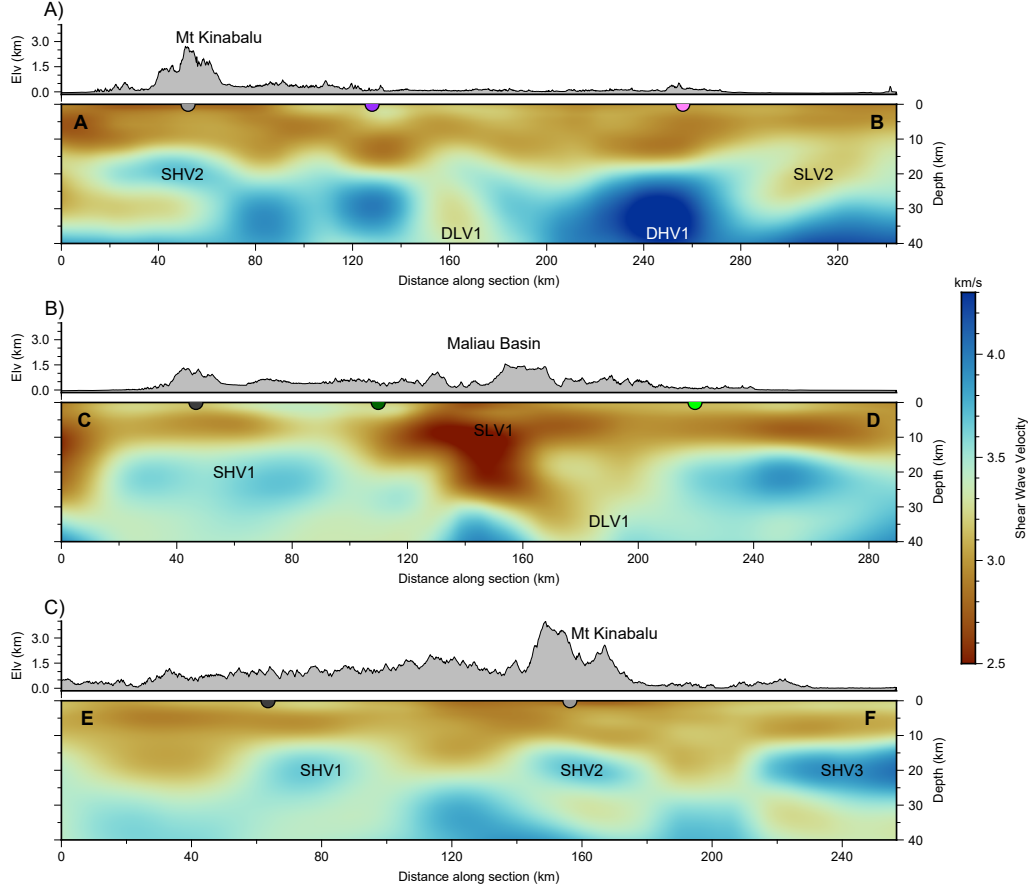 A)
Elv (km)
3.0
1.5
0.0
Mt Kinabalu
A
B
SHV2
DLV1
DHV1
SLV2
0
10
20
30
40
Depth (km)
0 40 80 120 160 200 240 280 320
Distance along section (km)
B)
Elv (km)
3.0
1.5
0.0
Maliau Basin
C
D
SLV1
SHV1
DLV1
0
10
20
30
40
Depth (km)
0 40 80 120 160 200 240 280
Distance along section (km)
km/s
4.0
3.5
3.0
2.5
Shear Wave Velocity
C)
Elv (km)
3.0
1.5
0.0
Mt Kinabalu
E
F
SHV1
SHV2
SHV3
0
10
20
30
40
Depth (km)
0 40 80 120 160 200 240
Distance along section (km)